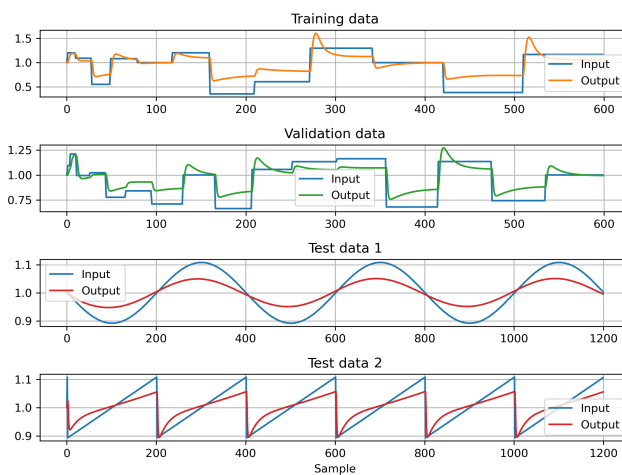 Training data
1.5
1.0
0.5
Input
Output
0 100 200 300 400 500 600
Validation data
1.25
1.00
0.75
Input
Output
0 100 200 300 400 500 600
Test data 1
1.1
1.0
0.9
Input
Output
0 200 400 600 800 1000 1200
Test data 2
1.1
1.0
0.9
Input
Output
0 200 400 600 800 1000 1200
Sample